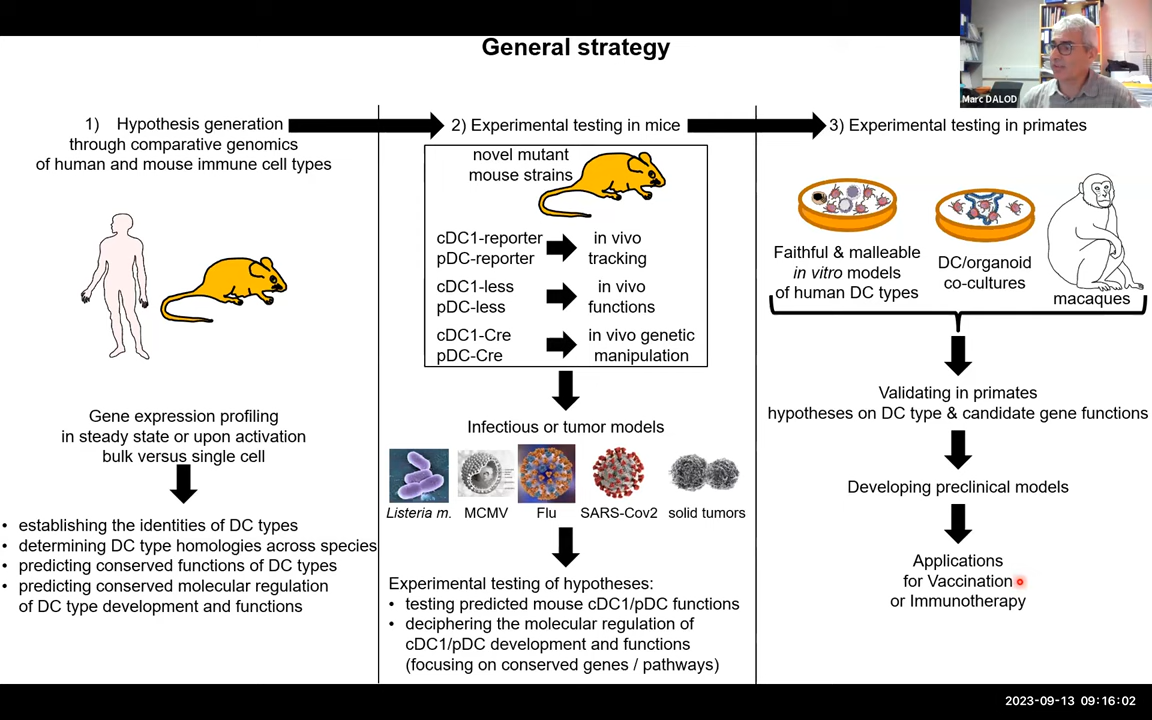 General strategy
Marc DALOD
1) Hypothesis generation
through comparative genomics
of human and mouse immune cell types
Gene expression profiling
in steady state or upon activation
bulk versus single cell
• establishing the identities of DC types
• determining DC type homologies across species
• predicting conserved functions of DC types
• predicting conserved molecular regulation
of DC type development and functions
2) Experimental testing in mice
novel mutant
mouse strains
cDC1-reporter
pDC-reporter
in vivo
tracking
cDC1-less
pDC-less
in vivo
functions
cDC1-Cre
pDC-Cre
in vivo genetic
manipulation
Infectious or tumor models
Listeria m.
MCMV
Flu
SARS-Cov2
solid tumors
Experimental testing of hypotheses:
• testing predicted mouse cDC1/pDC functions
• deciphering the molecular regulation of
cDC1/pDC development and functions
(focusing on conserved genes / pathways)
3) Experimental testing in primates
Faithful & malleable
in vitro models
of human DC types
DC/organoid
co-cultures
macaques
Validating in primates
hypotheses on DC type & candidate gene functions
Developing preclinical models
Applications
for Vaccination
or Immunotherapy
2023-09-13 09:16:02